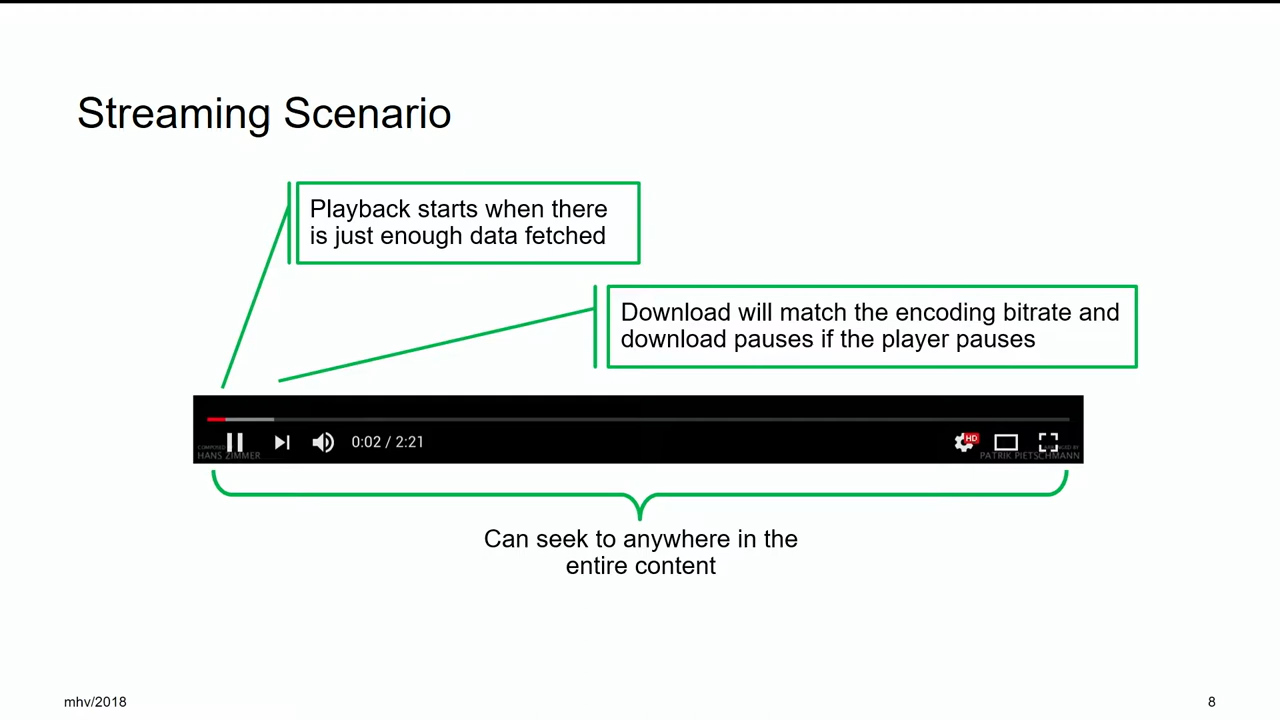 Streaming Scenario
Playback starts when there
is just enough data fetched
Download will match the encoding bitrate and
download pauses if the player pauses
0:02 / 2:21
HD
COMPOSED
HANS ZIMMER
PATRIK PIETSCHMANN
Can seek to anywhere in the
entire content
mhv/2018
8